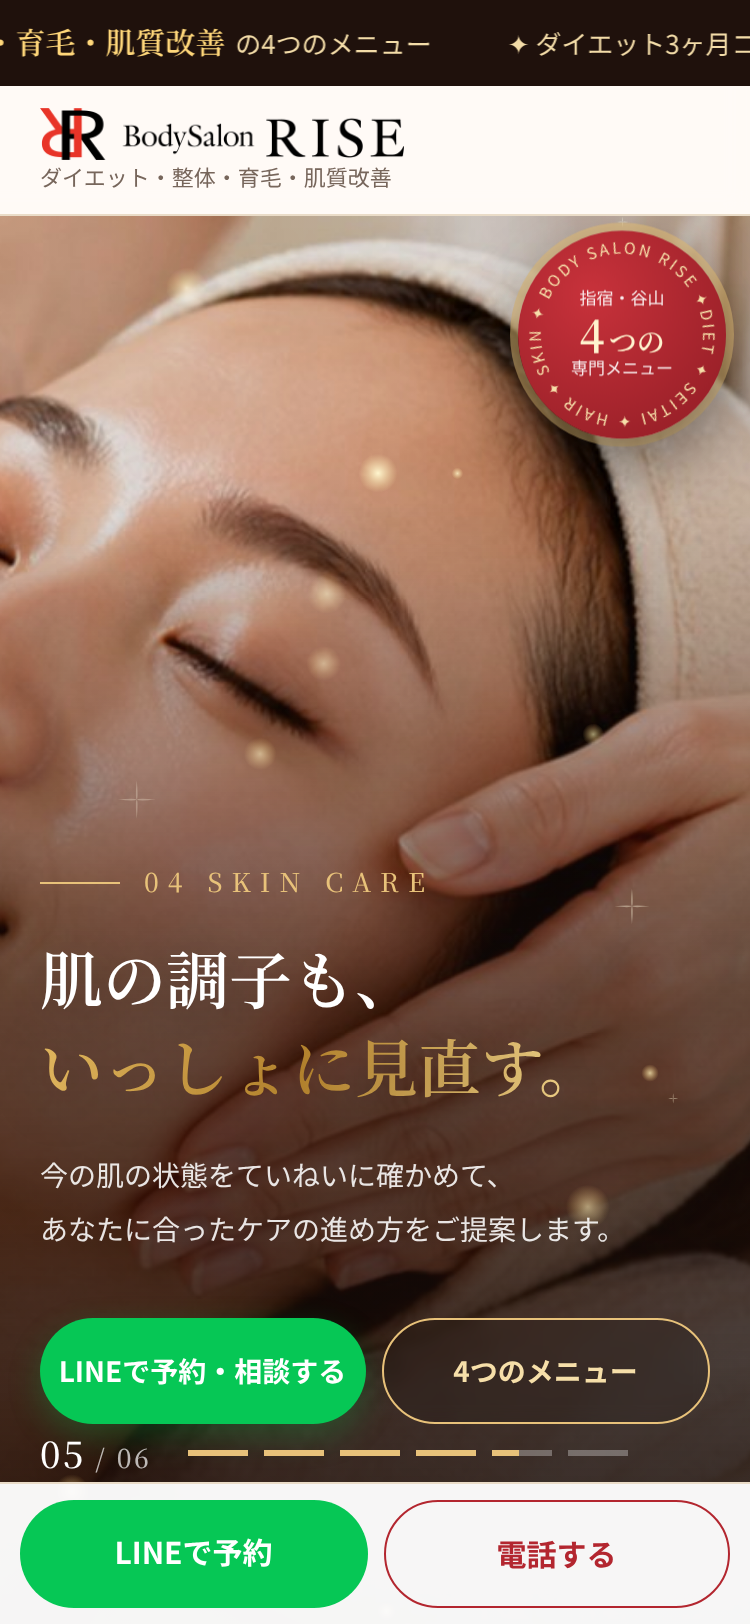 ・育毛・肌質改善 の4つのメニュー ✦ ダイエット3ヶ月コ
RR BodySalon RISE
ダイエット・整体・育毛・肌質改善
BODY SALON RISE ✦ DIET ✦ SEITAI ✦ HAIR ✦ SKIN ✦
指宿・谷山
4つの
専門メニュー
04 SKIN CARE
肌の調子も、
いっしょに見直す。
今の肌の状態をていねいに確かめて、
あなたに合ったケアの進め方をご提案します。
LINEで予約・相談する 4つのメニュー
05 / 06
LINEで予約 電話する